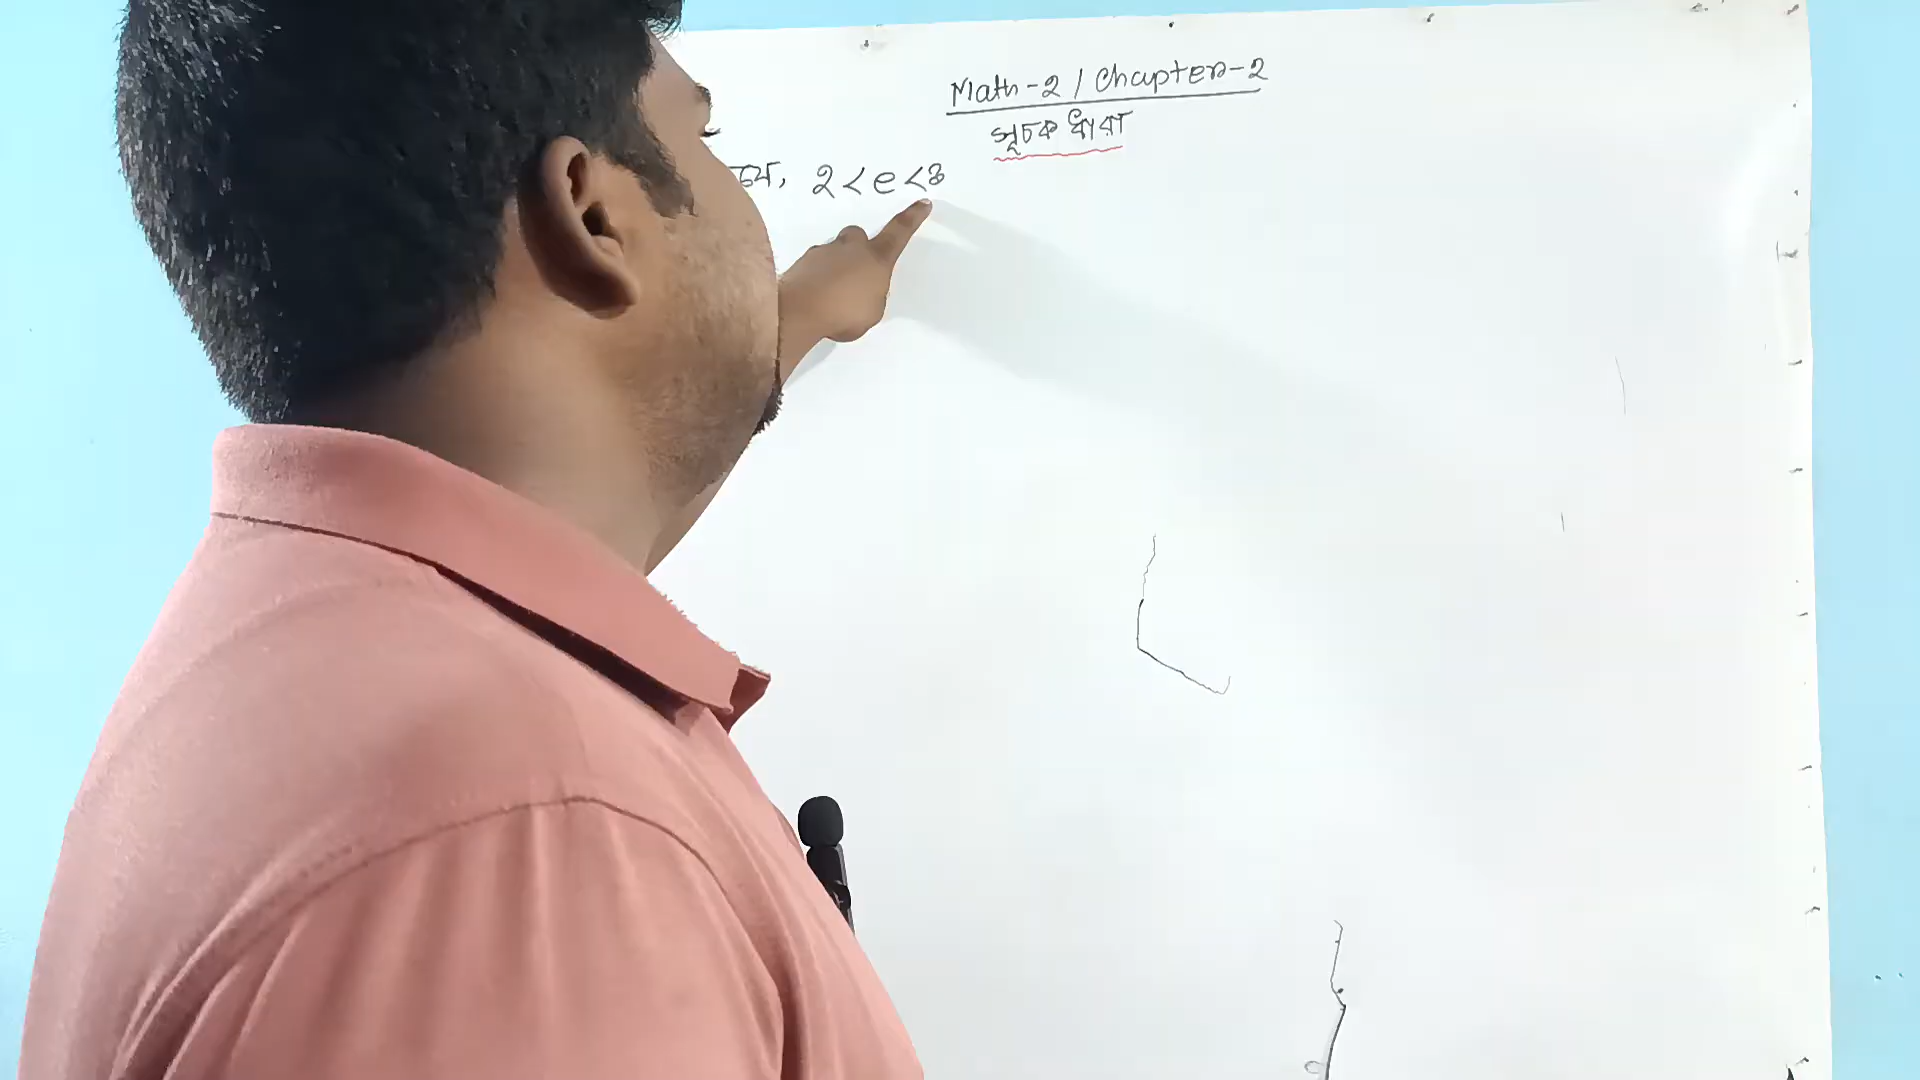 Math-2 / Chapter-2
সূচক ধারা
যে, 2 < e < 3